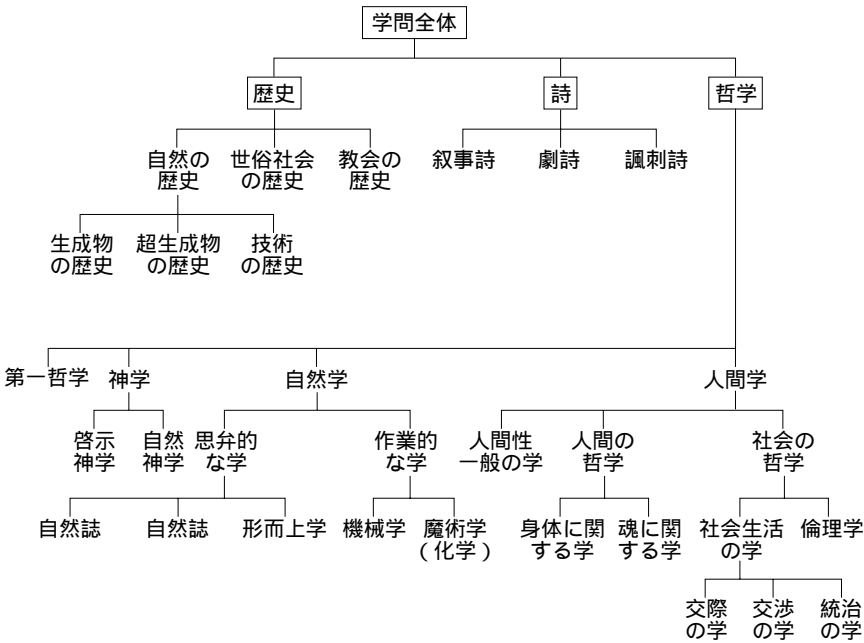 学問全体
歴史
詩
哲学
自然の
歴史
世俗社会
の歴史
教会の
歴史
叙事詩
劇詩
諷刺詩
生成物
の歴史
超生成物
の歴史
技術
の歴史
第一哲学
神学
自然学
人間学
啓示
神学
自然
神学
思弁的
な学
作業的
な学
人間性
一般の学
人間の
哲学
社会の
哲学
自然誌
自然誌
形而上学
機械学
魔術学
(化学)
身体に関
する学
魂に関
する学
社会生活
の学
倫理学
交際
の学
交渉
の学
統治
の学